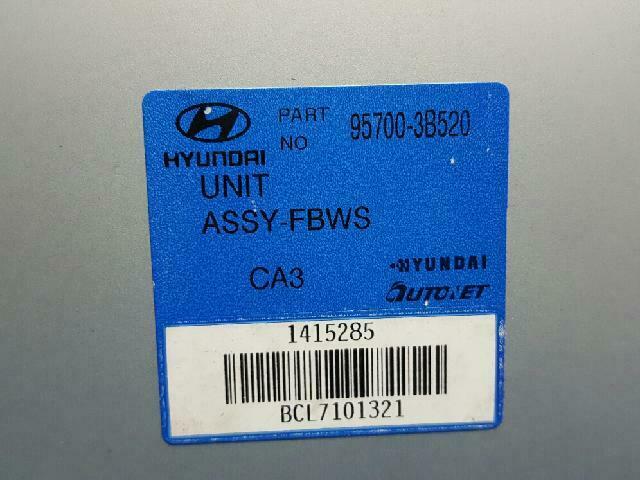 PART NO 95700-3B520
HYUNDAI
UNIT
ASSY-FBWS
CA3
HYUNDAI
AUTONET
1415285
BCL7101321